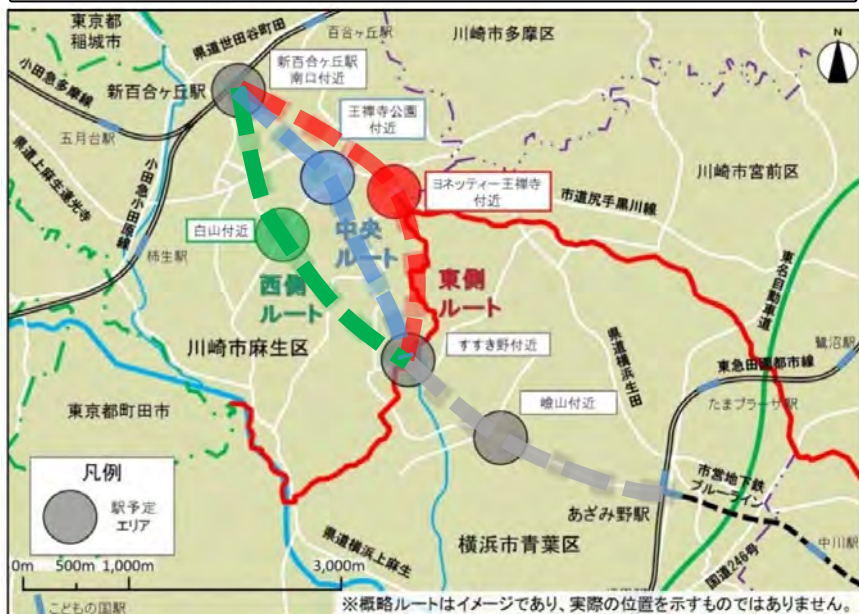 東京都
稲城市
県道世田谷町田
百合ヶ丘駅
川崎市多摩区
N
新百合ヶ丘駅
南口付近
新百合ヶ丘駅
小田急多摩線
王禅寺公園
付近
五月台駅
川崎市宮前区
県道上麻生連光寺
小田急小田原線
ヨネッティー王禅寺
付近
市道尻手黒川線
白山付近
中央
ルート
東名自動車道
柿生駅
西側
ルート
東側
ルート
鷺沼駅
川崎市麻生区
すすき野付近
県道横浜生田
東急田園都市線
たまプラーザ駅
東京都町田市
嶮山付近
凡例
駅予定
エリア
市営地下鉄
ブルーライン
あざみ野駅
県道横浜上麻生
横浜市青葉区
国道246号
中川駅
0m 500m 1,000m 3,000m
こどもの国駅
※概略ルートはイメージであり、実際の位置を示すものではありません。